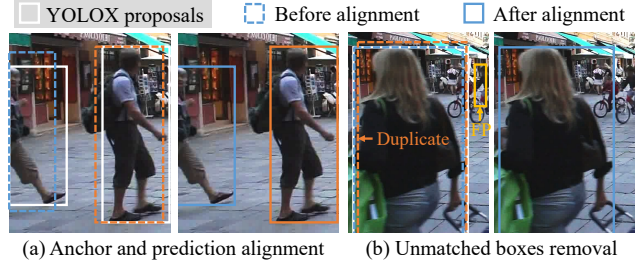 YOLOX proposals
Before alignment
After alignment
Duplicate
FP
(a) Anchor and prediction alignment
(b) Unmatched boxes removal